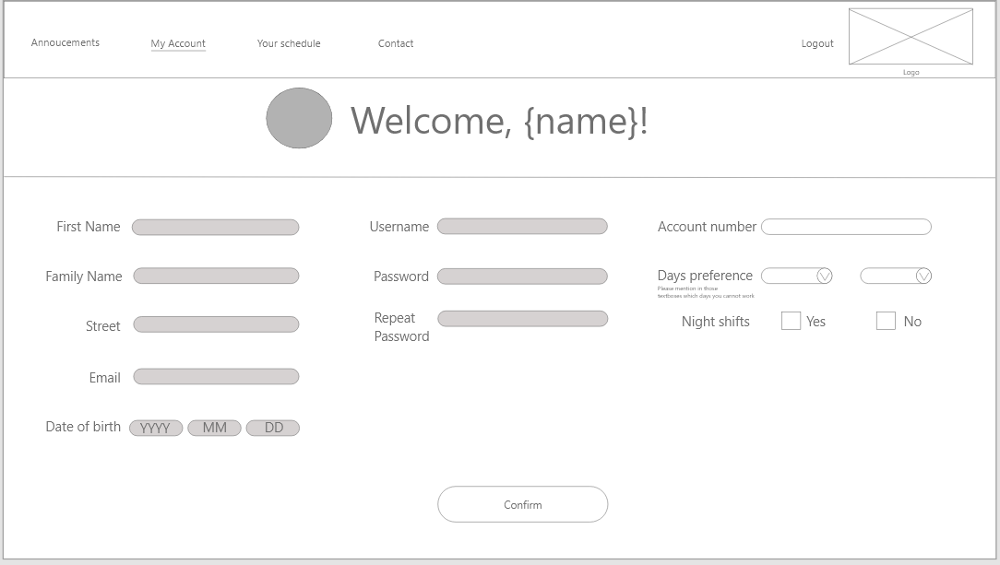 Annoucements
My Account
Your schedule
Contact
Logout
Logo
Welcome, {name}!
First Name
Family Name
Street
Email
Date of birth
YYYY
MM
DD
Username
Password
Repeat
Password
Account number
Days preference
Please mention in those
which days you cannot work
Night shifts
Yes
No
Confirm